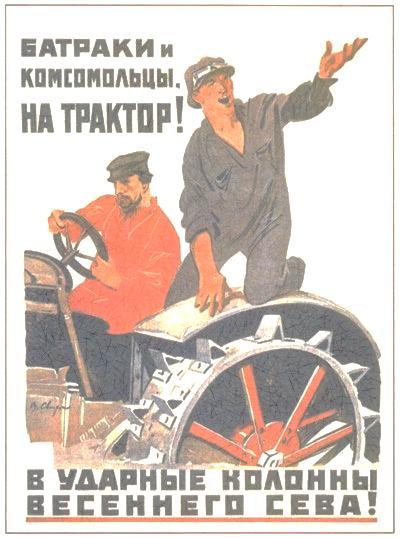 БАТРАКИ и
КОМСОМОЛЬЦЫ,
НА ТРАКТОР!
В УДАРНЫЕ КОЛОННЫ
ВЕСЕННЕГО СЕВА!